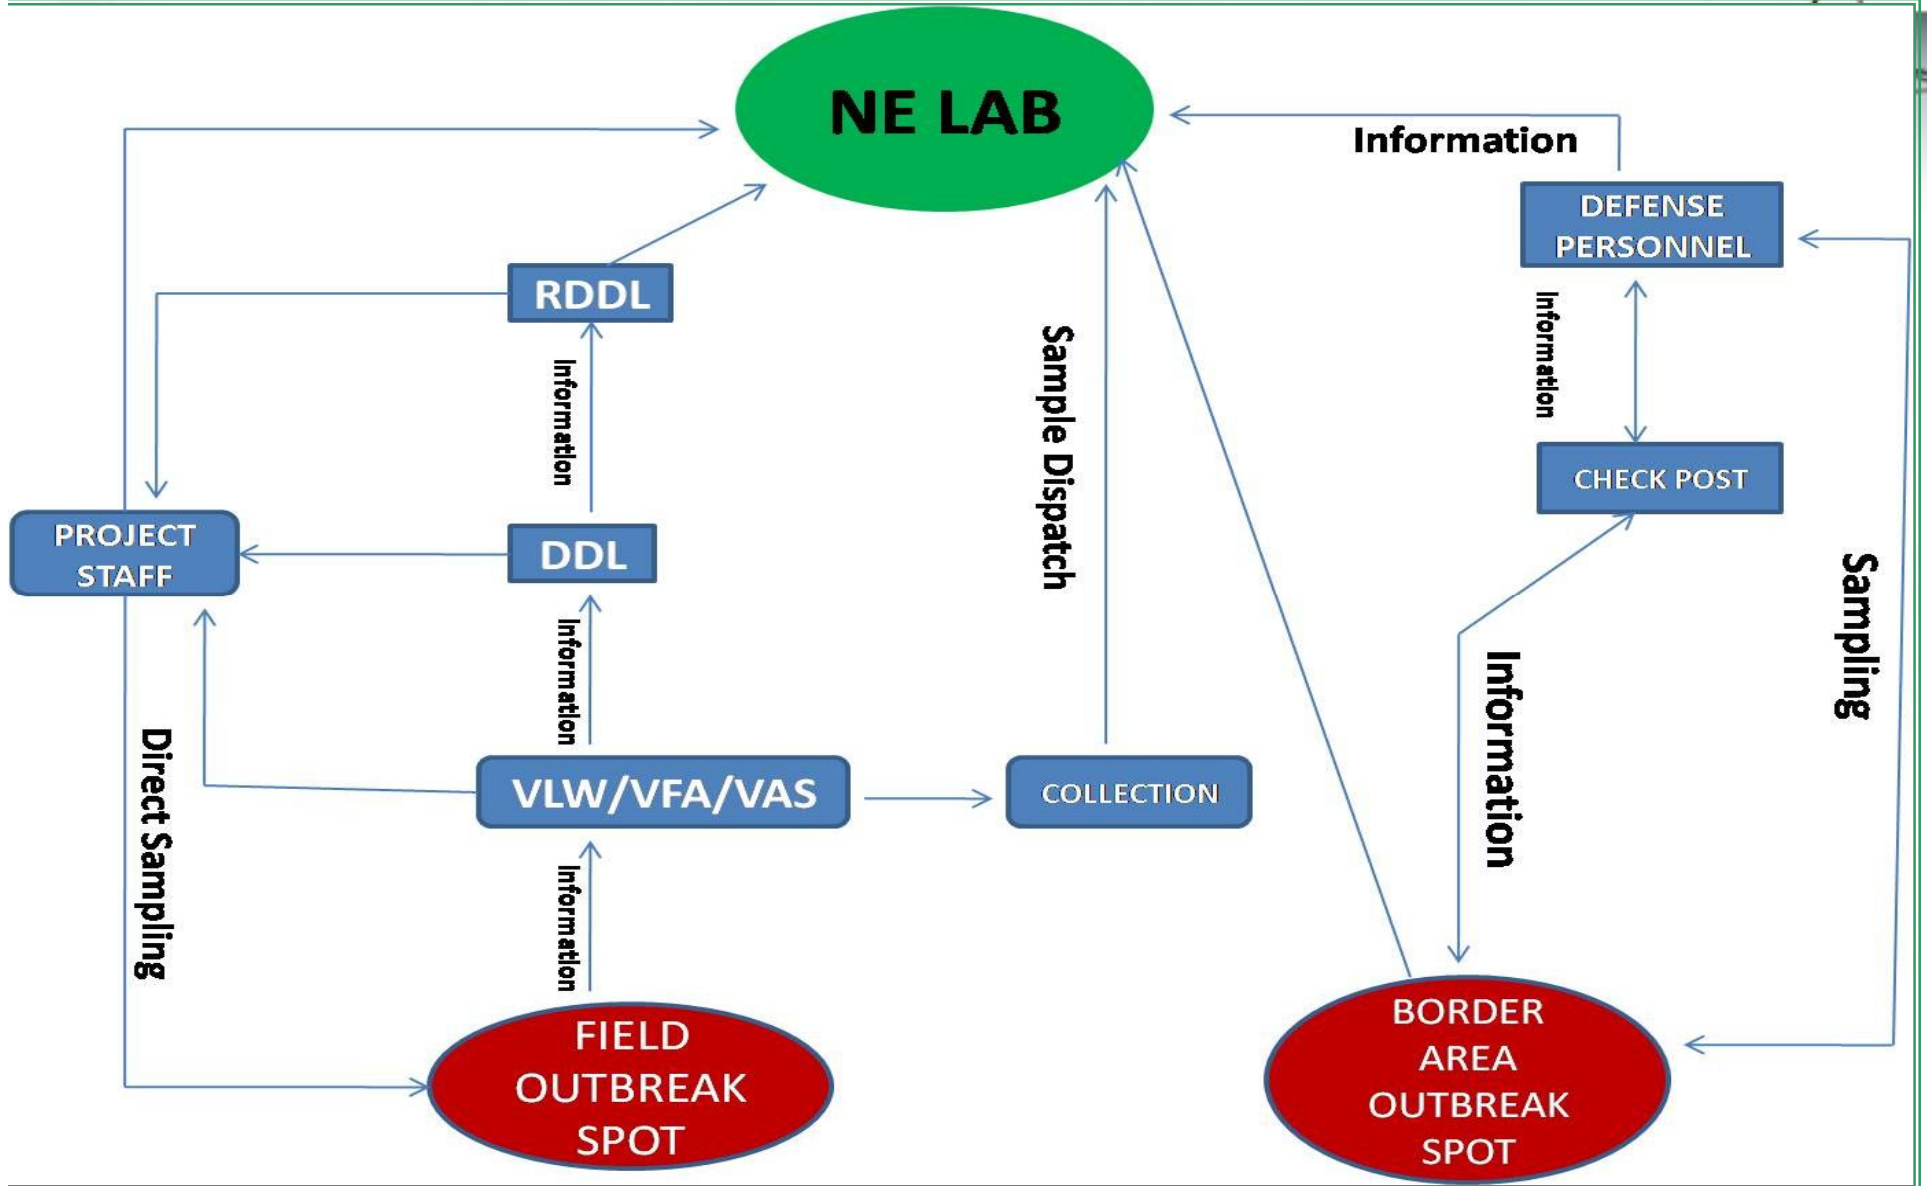 NE LAB
Information
DEFENSE
PERSONNEL
RDDL
Information
Information
Sample Dispatch
CHECK POST
PROJECT
STAFF
DDL
Sampling
Information
Information
Direct Sampling
VLW/VFA/VAS
COLLECTION
Information
FIELD
OUTBREAK
SPOT
BORDER
AREA
OUTBREAK
SPOT